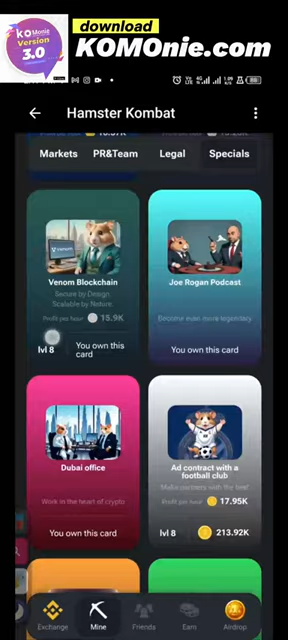 download
KOMOnie.com
koMonie
Version
3.0
Hamster Kombat
Markets
PR&Team
Legal
Specials
venom
Venom Blockchain
Secure by Design,
Scalable by Nature.
Profit per hour 15.9K
lvl 8
You own this
card
Joe Rogan Podcast
Become even more legendary
You own this card
Dubai office
Work in the heart of crypto
You own this card
Ad contract with a
football club
Make partners with the best
Profit per hour 17.95K
lvl 8
213.92K
Exchange
Mine
Friends
Earn
Airdrop